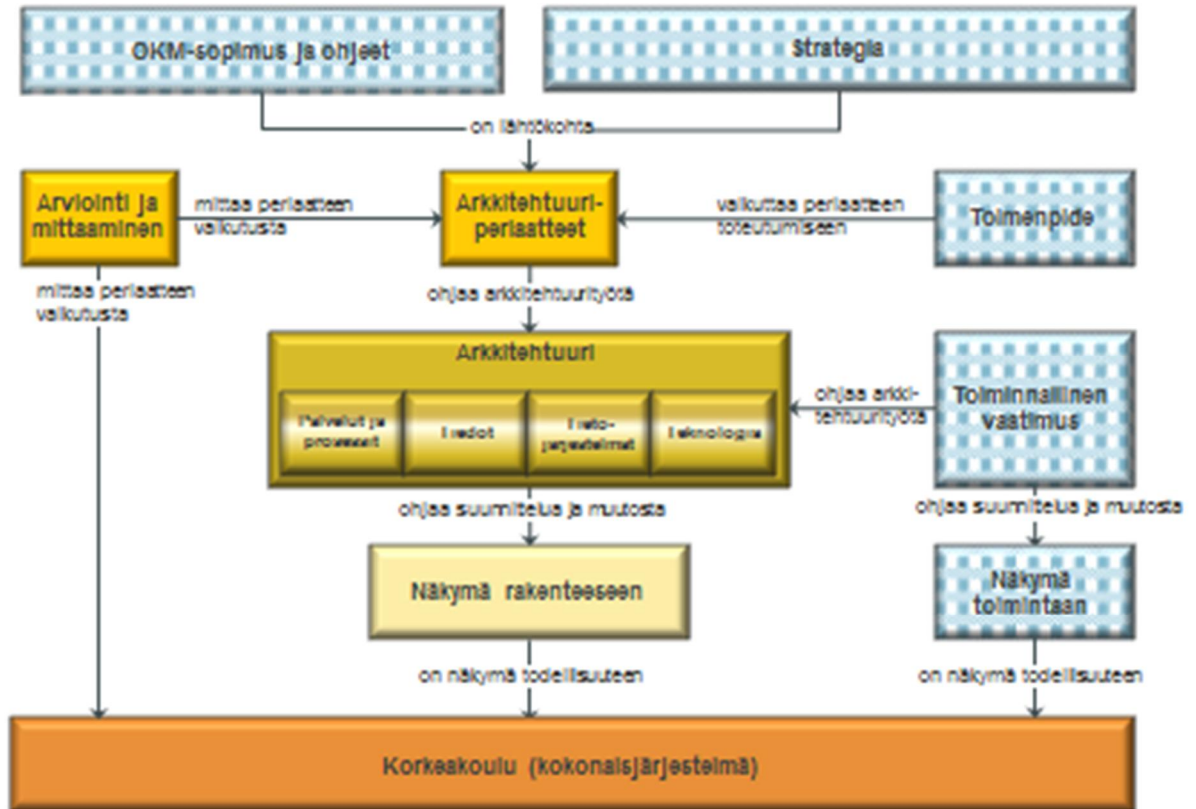 OKM-sopimus ja ohjeet
Strategia
on lähtökohta
Arviointi ja
mittaaminen
mittaa periaatteen
vaikutusta
Arkkitehtuuri-
periaatteet
vaikuttaa periaatteen
toteutumiseen
Toimenpide
mittaa periaatteen
vaikutusta
ohjaa arkkitehtuurityötä
Arkkitehtuuri
Palvelut ja
prosessit
Tiedot
Tieto-
järjestelmät
Teknologia
ohjaa arkki-
tehtuurityötä
Toiminnallinen
vaatimus
ohjaa suunnittelua ja muutosta
ohjaa suunnittelua ja muutosta
Näkymä rakenteeseen
Näkymä
toimintaan
on näkymä todellisuuteen
on näkymä todellisuuteen
Korkeakoulu (kokonaisjärjestelmä)